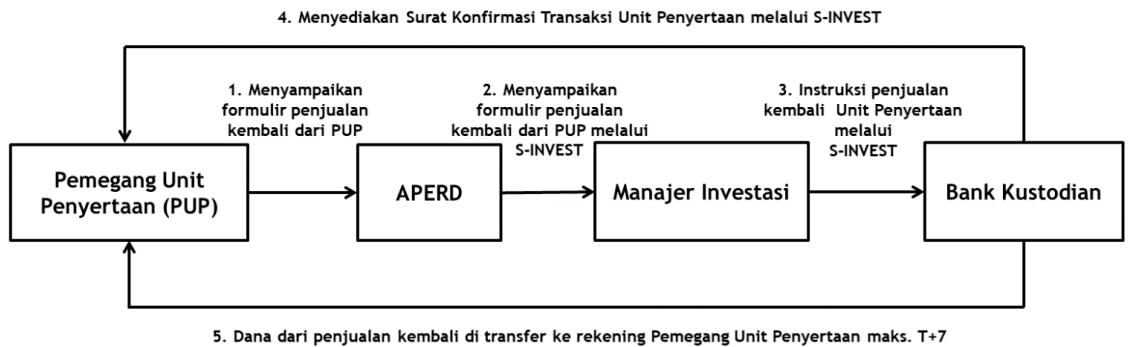 4. Menyediakan Surat Konfirmasi Transaksi Unit Penyertaan melalui S-INVEST
1. Menyampaikan
formulir penjualan
kembali dari PUP
2. Menyampaikan
formulir penjualan
kembali dari PUP melalui
S-INVEST
3. Instruksi penjualan
kembali Unit Penyertaan
melalui
S-INVEST
Pemegang Unit
Penyertaan (PUP)
APERD
Manajer Investasi
Bank Kustodian
5. Dana dari penjualan kembali di transfer ke rekening Pemegang Unit Penyertaan maks. T+7